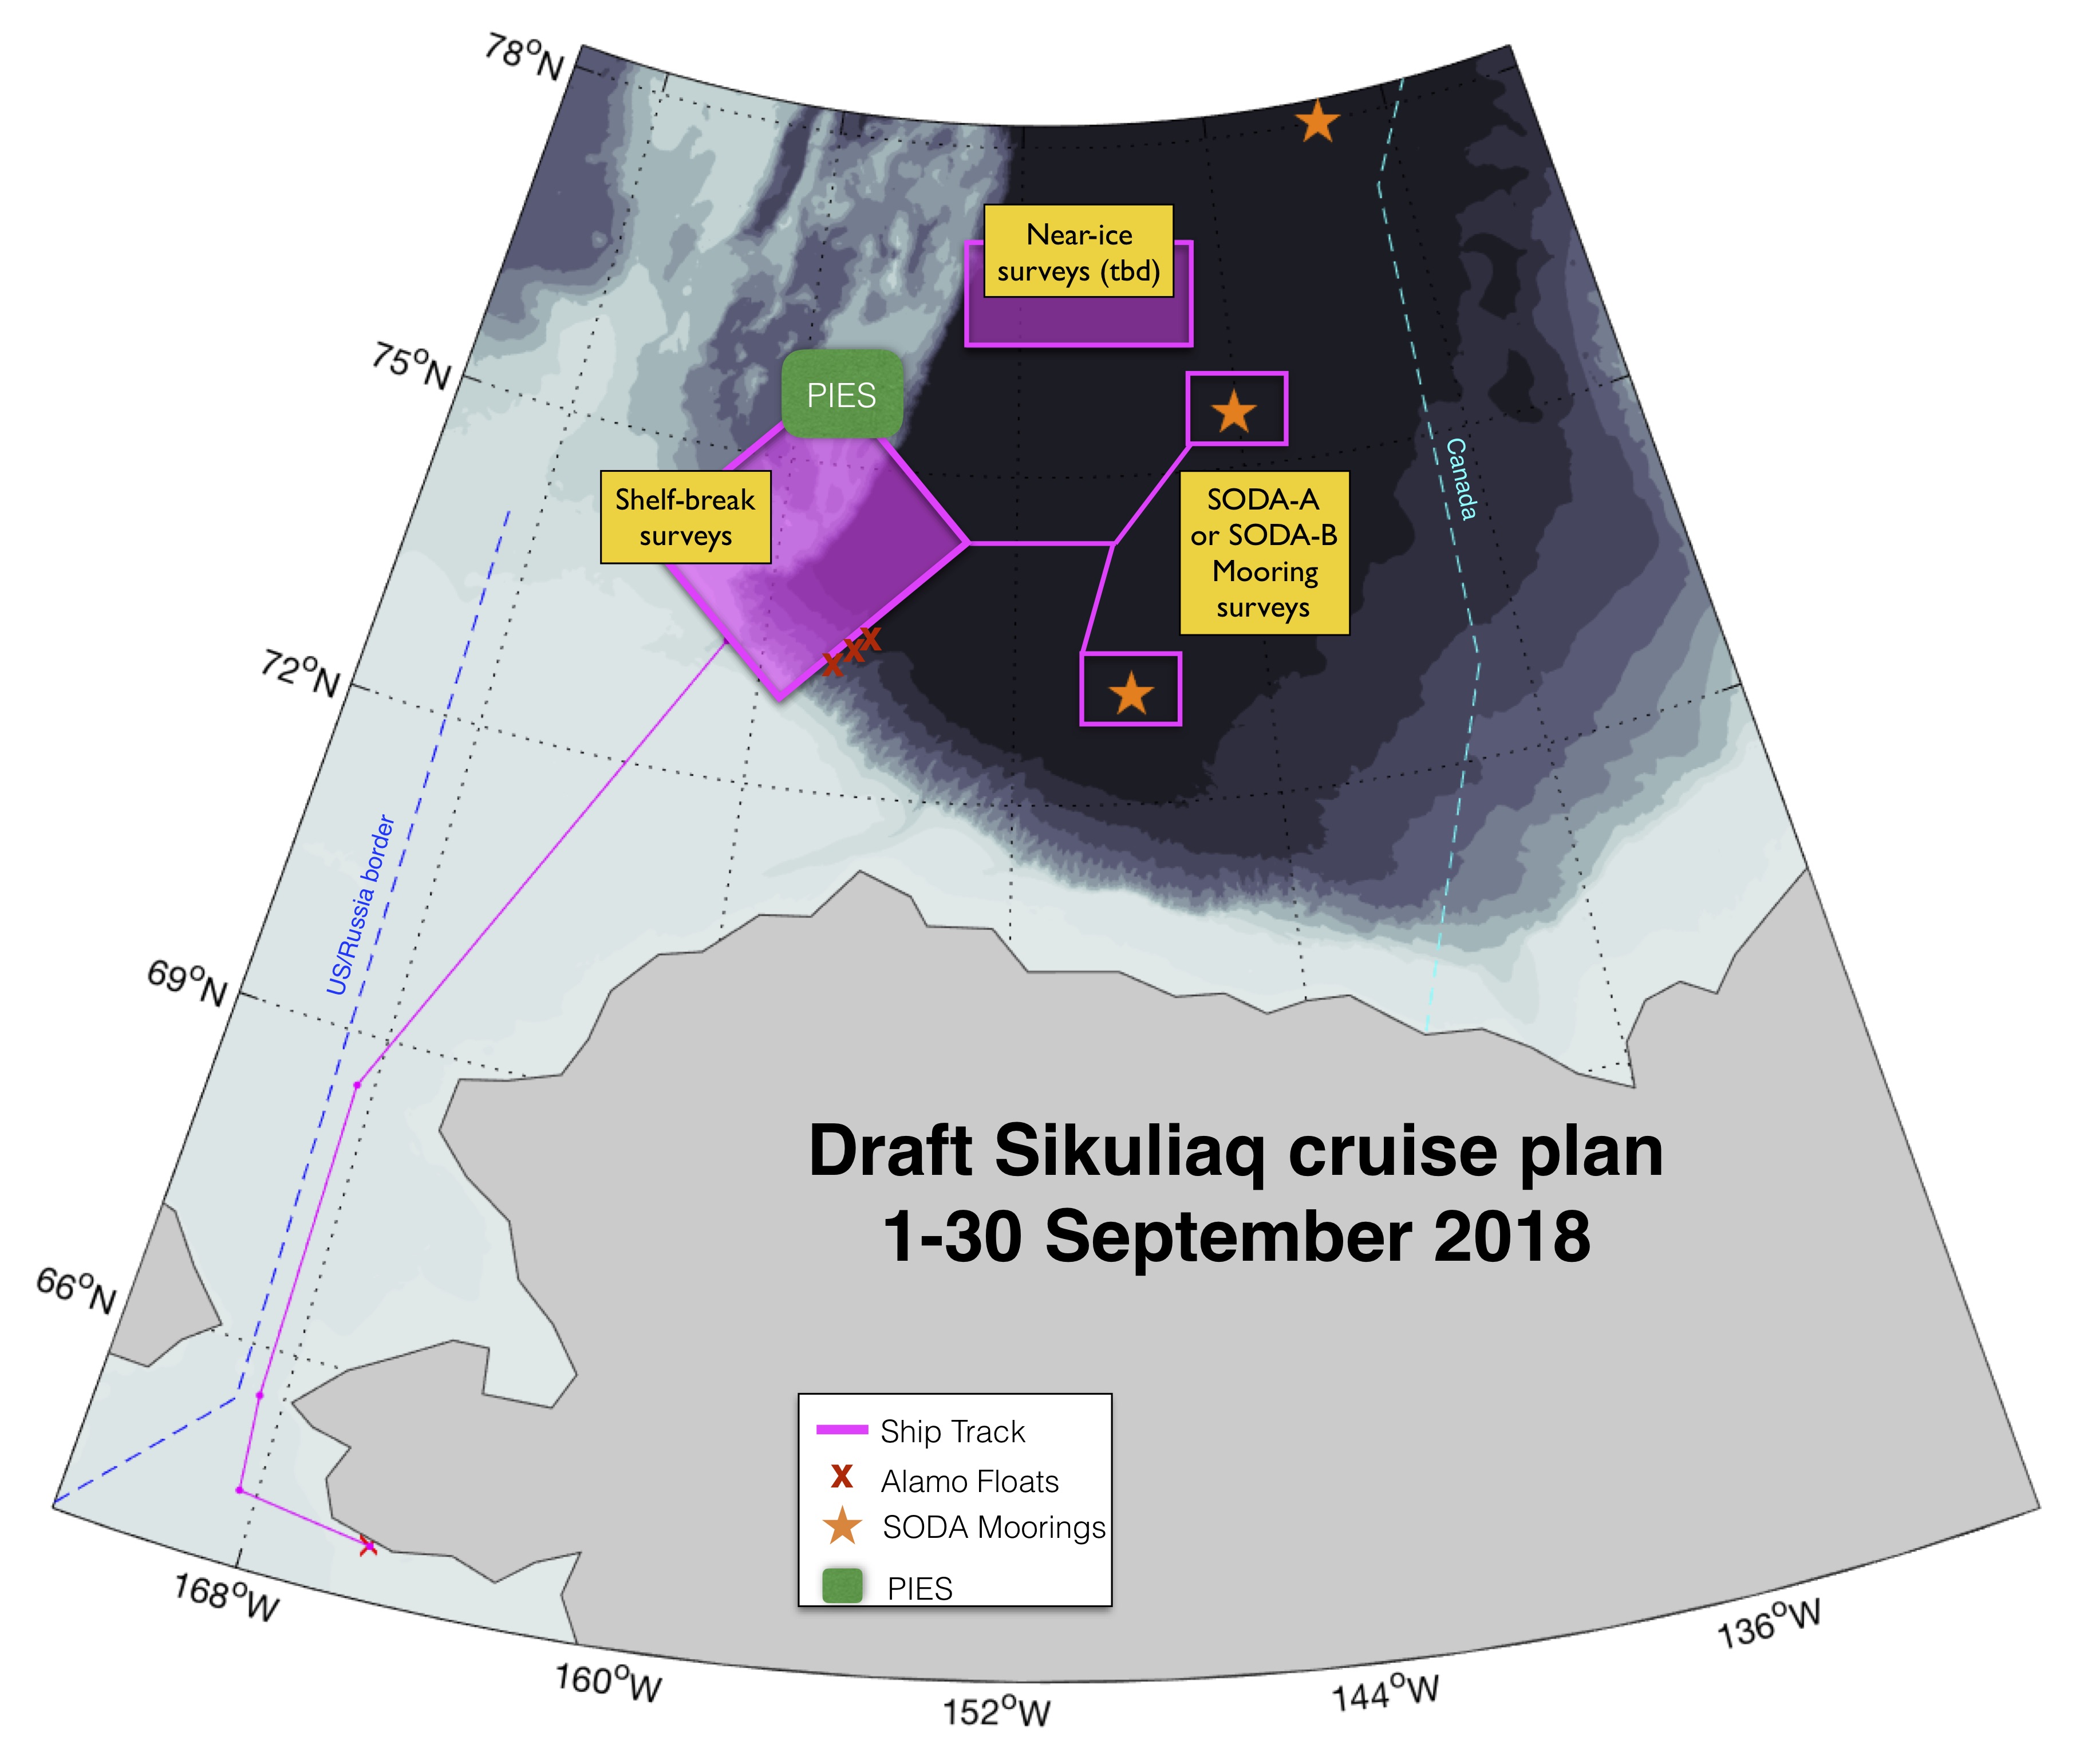 78°N
Near-ice
surveys (tbd)
75°N
PIES
Canada
Shelf-break
surveys
SODA-A
or SODA-B
Mooring
surveys
72°N
US/Russia border
69°N
Draft Sikuliaq cruise plan
1-30 September 2018
66°N
Ship Track
x Alamo Floats
SODA Moorings
PIES
168°W
160°W
152°W
144°W
136°W